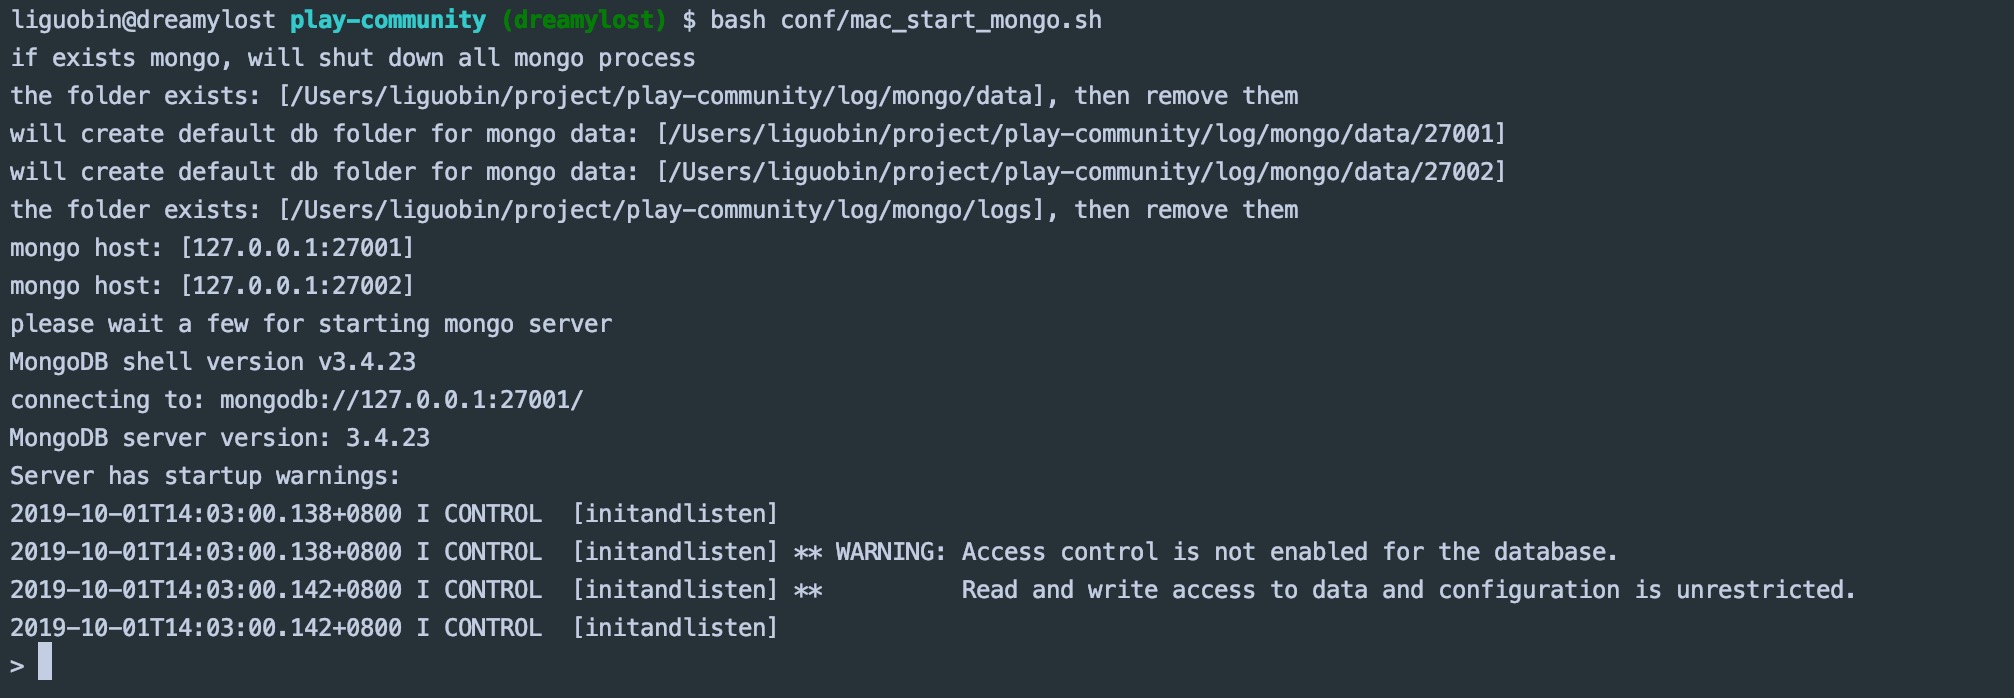 liguobin@dreamylost play-community (dreamylost) $ bash conf/mac_start_mongo.sh
if exists mongo, will shut down all mongo process
the folder exists: [/Users/liguobin/project/play-community/log/mongo/data], then remove them
will create default db folder for mongo data: [/Users/liguobin/project/play-community/log/mongo/data/27001]
will create default db folder for mongo data: [/Users/liguobin/project/play-community/log/mongo/data/27002]
the folder exists: [/Users/liguobin/project/play-community/log/mongo/logs], then remove them
mongo host: [127.0.0.1:27001]
mongo host: [127.0.0.1:27002]
please wait a few for starting mongo server
MongoDB shell version v3.4.23
connecting to: mongodb://127.0.0.1:27001/
MongoDB server version: 3.4.23
Server has startup warnings:
2019-10-01T14:03:00.138+0800 I CONTROL  [initandlisten]
2019-10-01T14:03:00.138+0800 I CONTROL  [initandlisten] ** WARNING: Access control is not enabled for the database.
2019-10-01T14:03:00.142+0800 I CONTROL  [initandlisten] **          Read and write access to data and configuration is unrestricted.
2019-10-01T14:03:00.142+0800 I CONTROL  [initandlisten]
>